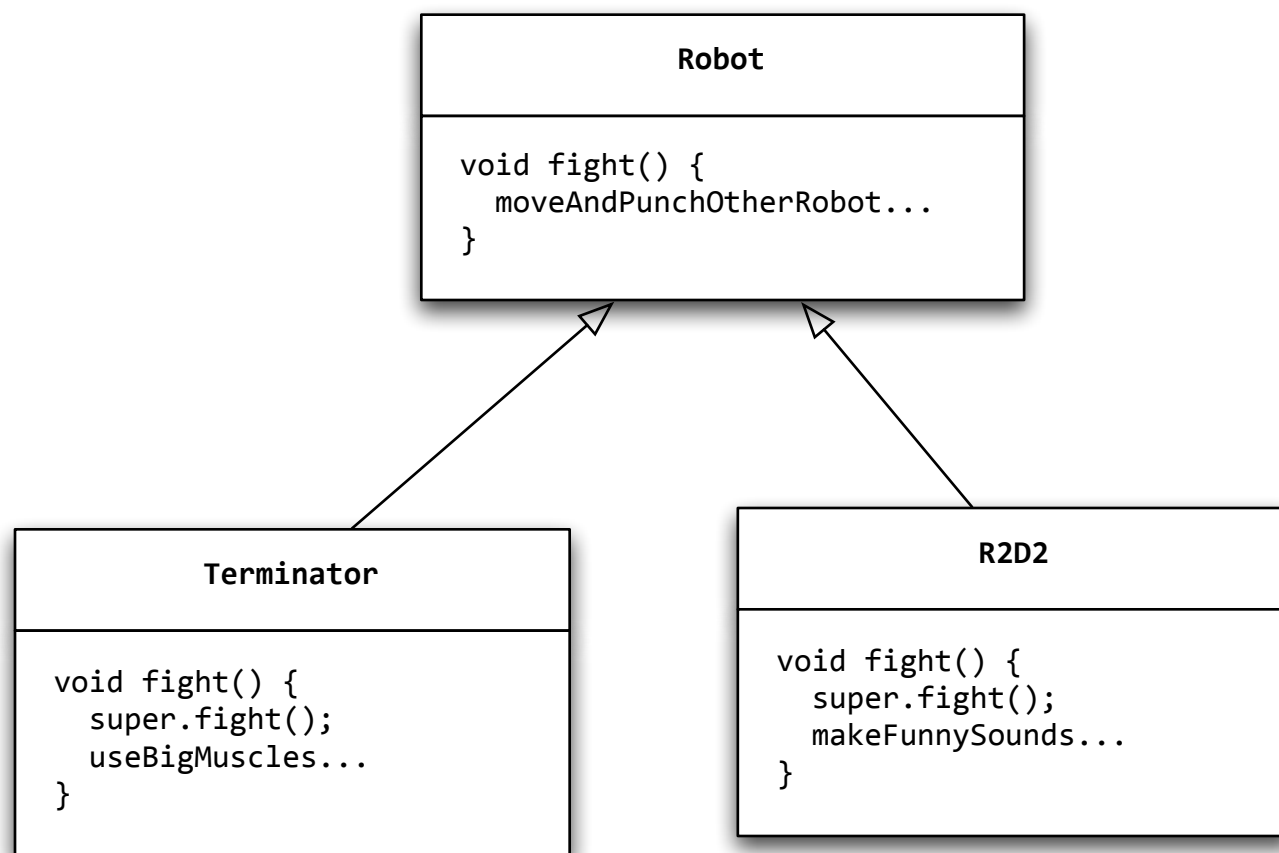 Robot
void fight() {
  moveAndPunchOtherRobot...
}
Terminator
void fight() {
  super.fight();
  useBigMuscles...
}
R2D2
void fight() {
  super.fight();
  makeFunnySounds...
}